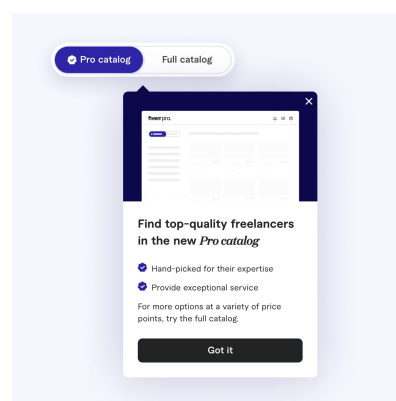 Pro catalog
Full catalog
fiverr pro.
Find top-quality freelancers
in the new Pro catalog
Hand-picked for their expertise
Provide exceptional service
For more options at a variety of price
points, try the full catalog.
Got it